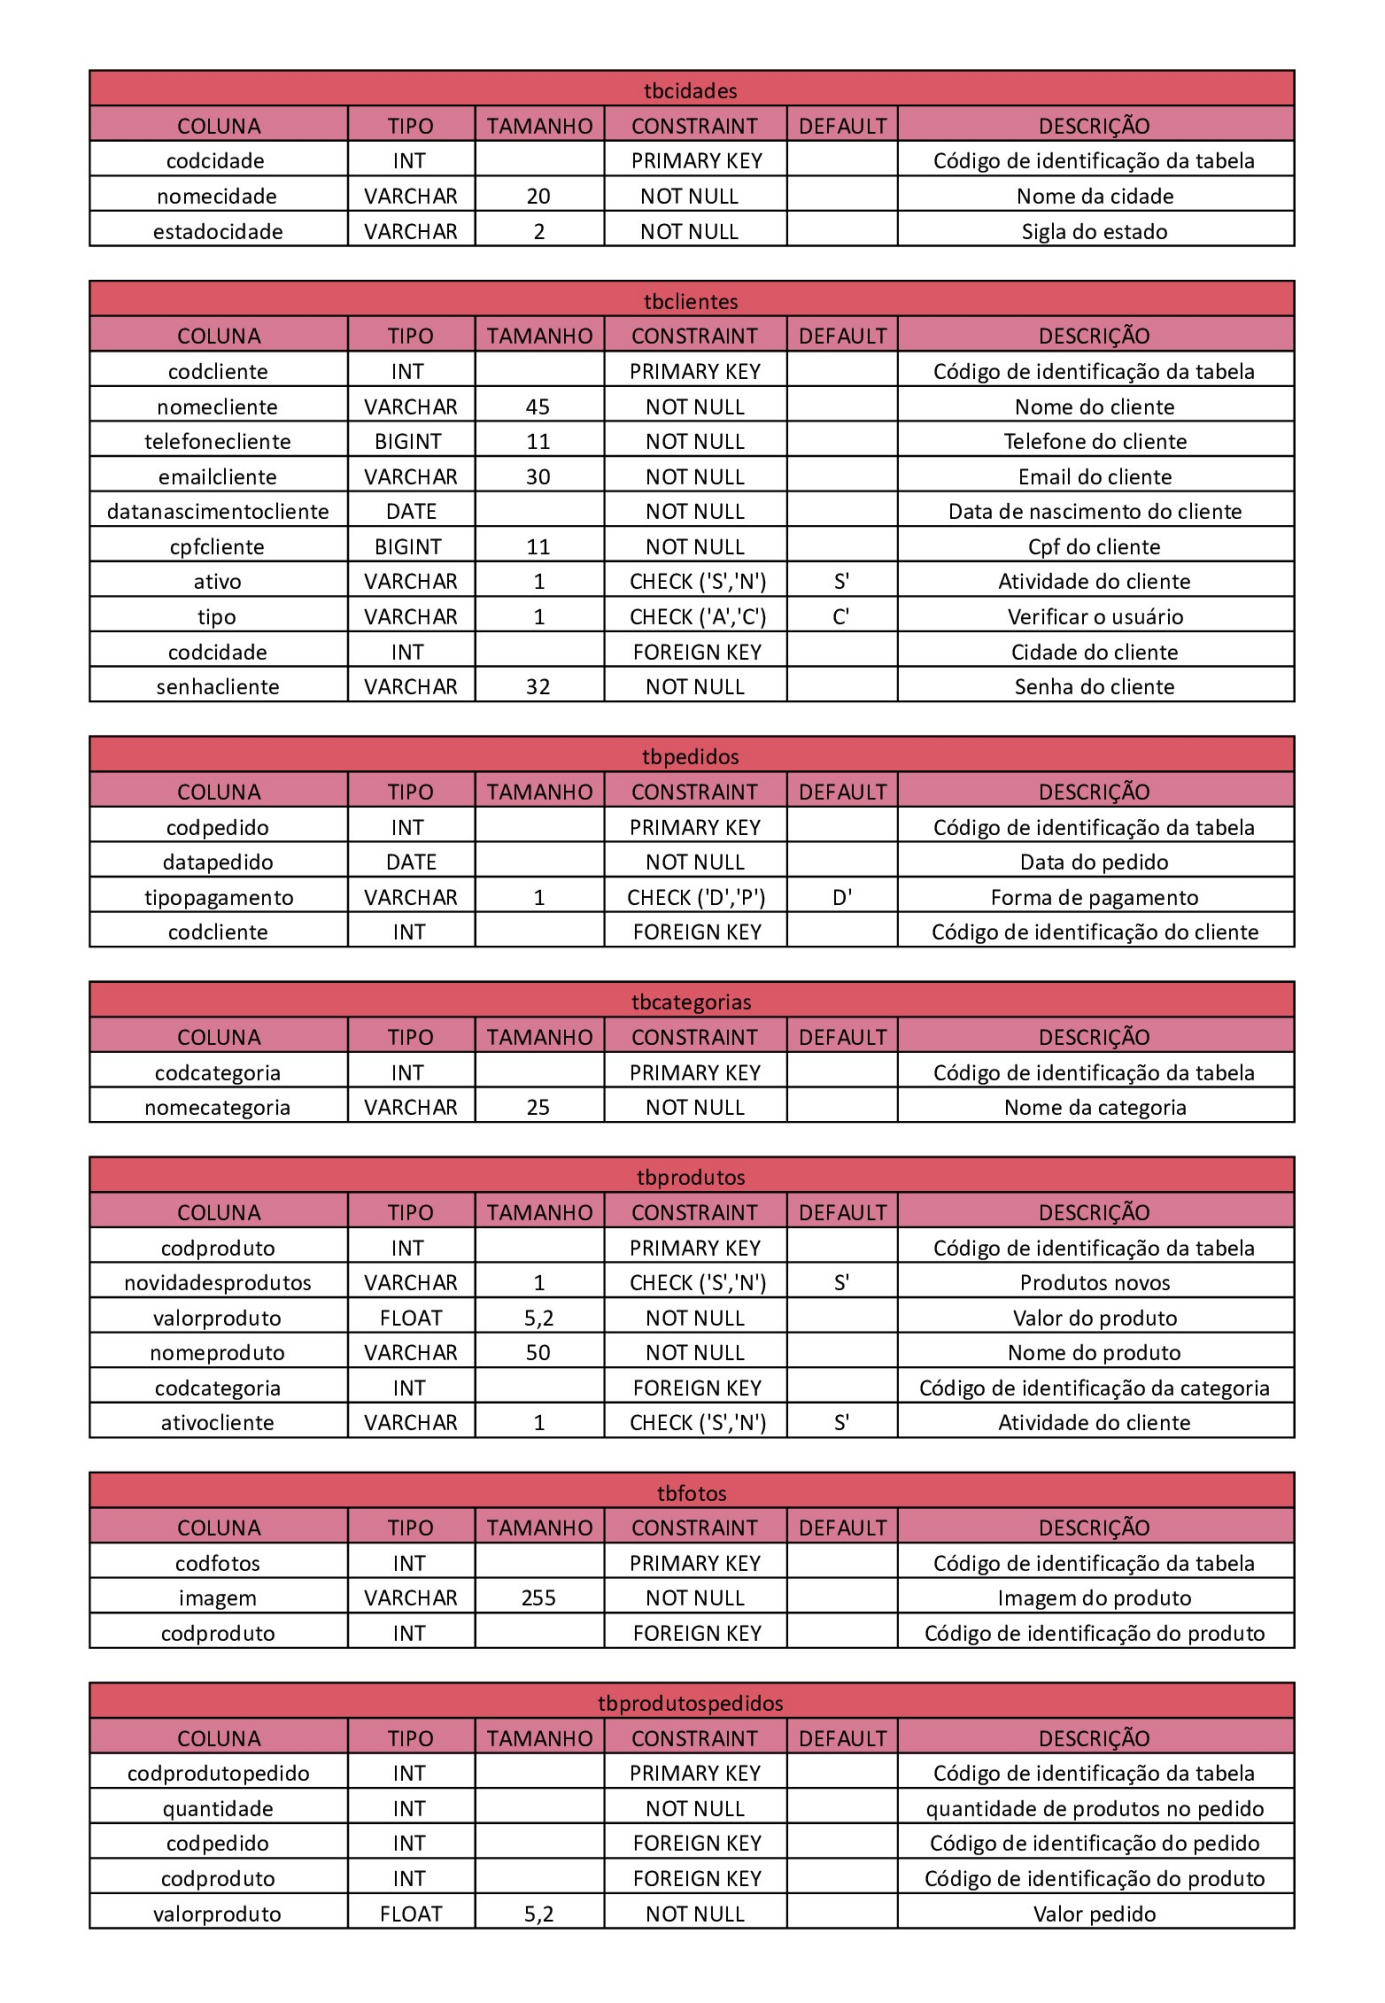 tbcidades
COLUNA TIPO TAMANHO CONSTRAINT DEFAULT DESCRIÇÃO
codcidade INT PRIMARY KEY Código de identificação da tabela
nomecidade VARCHAR 20 NOT NULL Nome da cidade
estadocidade VARCHAR 2 NOT NULL Sigla do estado
tbclientes
COLUNA TIPO TAMANHO CONSTRAINT DEFAULT DESCRIÇÃO
codcliente INT PRIMARY KEY Código de identificação da tabela
nomecliente VARCHAR 45 NOT NULL Nome do cliente
telefonecliente BIGINT 11 NOT NULL Telefone do cliente
emailcliente VARCHAR 30 NOT NULL Email do cliente
datanascimentocliente DATE NOT NULL Data de nascimento do cliente
cpfcliente BIGINT 11 NOT NULL Cpf do cliente
ativo VARCHAR 1 CHECK ('S','N') S' Atividade do cliente
tipo VARCHAR 1 CHECK ('A','C') C' Verificar o usuário
codcidade INT FOREIGN KEY Cidade do cliente
senhacliente VARCHAR 32 NOT NULL Senha do cliente
tbpedidos
COLUNA TIPO TAMANHO CONSTRAINT DEFAULT DESCRIÇÃO
codpedido INT PRIMARY KEY Código de identificação da tabela
datapedido DATE NOT NULL Data do pedido
tipopagamento VARCHAR 1 CHECK ('D','P') D' Forma de pagamento
codcliente INT FOREIGN KEY Código de identificação do cliente
tbcategorias
COLUNA TIPO TAMANHO CONSTRAINT DEFAULT DESCRIÇÃO
codcategoria INT PRIMARY KEY Código de identificação da tabela
nomecategoria VARCHAR 25 NOT NULL Nome da categoria
tbprodutos
COLUNA TIPO TAMANHO CONSTRAINT DEFAULT DESCRIÇÃO
codproduto INT PRIMARY KEY Código de identificação da tabela
novidadesprodutos VARCHAR 1 CHECK ('S','N') S' Produtos novos
valorproduto FLOAT 5,2 NOT NULL Valor do produto
nomeproduto VARCHAR 50 NOT NULL Nome do produto
codcategoria INT FOREIGN KEY Código de identificação da categoria
ativocliente VARCHAR 1 CHECK ('S','N') S' Atividade do cliente
tbfotos
COLUNA TIPO TAMANHO CONSTRAINT DEFAULT DESCRIÇÃO
codfotos INT PRIMARY KEY Código de identificação da tabela
imagem VARCHAR 255 NOT NULL Imagem do produto
codproduto INT FOREIGN KEY Código de identificação do produto
tbprodutospedidos
COLUNA TIPO TAMANHO CONSTRAINT DEFAULT DESCRIÇÃO
codprodutopedido INT PRIMARY KEY Código de identificação da tabela
quantidade INT NOT NULL quantidade de produtos no pedido
codpedido INT FOREIGN KEY Código de identificação do pedido
codproduto INT FOREIGN KEY Código de identificação do produto
valorproduto FLOAT 5,2 NOT NULL Valor pedido